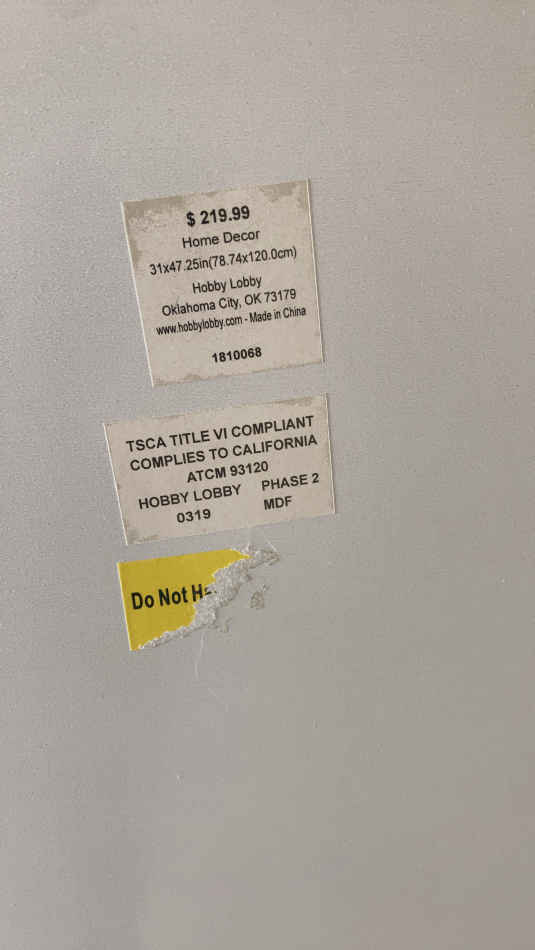 $ 219.99
Home Decor
31x47.25in(78.74x120.0cm)
Hobby Lobby
Oklahoma City, OK 73179
www.hobbylobby.com - Made in China
1810068
TSCA TITLE VI COMPLIANT
COMPLIES TO CALIFORNIA
ATCM 93120
HOBBY LOBBY PHASE 2
0319 MDF
Do Not